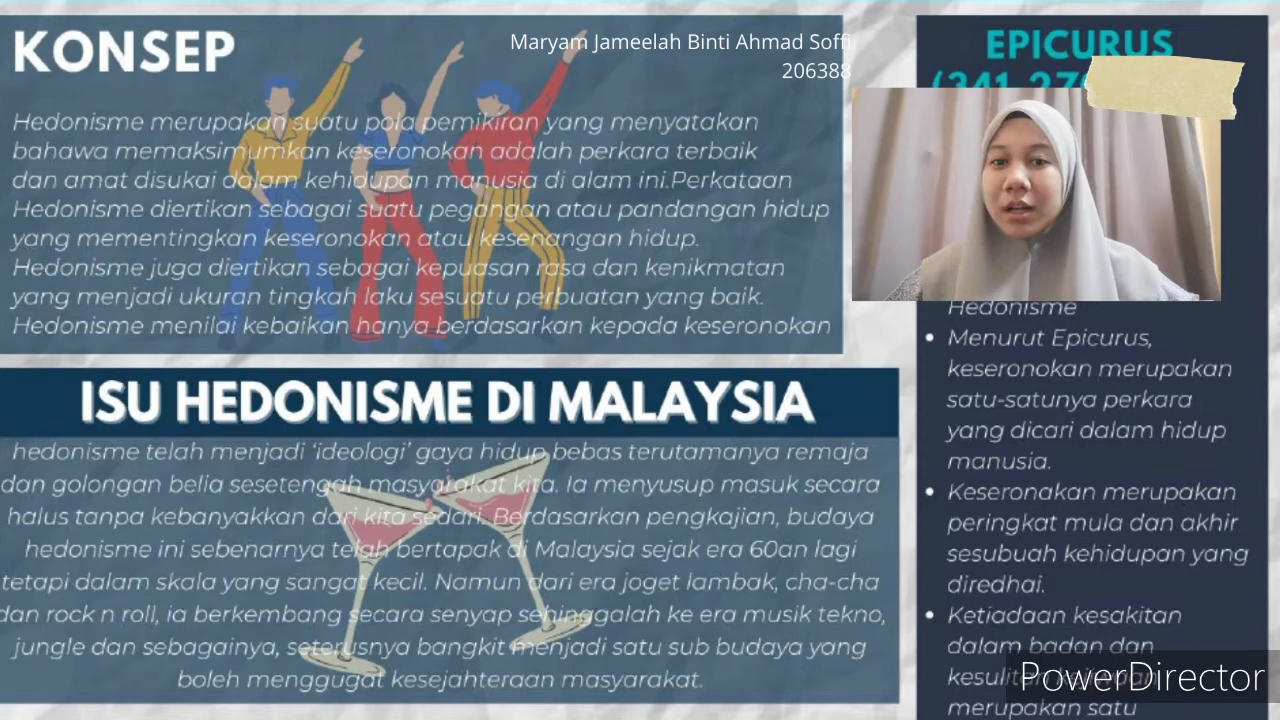 KONSEP
Maryam Jameelah Binti Ahmad Soffi
206388
Hedonisme merupakan suatu pola pemikiran yang menyatakan
bahawa memaksimumkan keseronokan adalah perkara terbaik
dan amat disukai dalam kehidupan manusia di alam ini.Perkataan
Hedonisme diertikan sebagai suatu pegangan atau pandangan hidup
yang mementingkan keseronokan atau kesenangan hidup.
Hedonisme juga diertikan sebagai kepuasan rasa dan kenikmatan
yang menjadi ukuran tingkah laku sesuatu perbuatan yang baik.
Hedonisme menilai kebaikan hanya berdasarkan kepada keseronokan
ISU HEDONISME DI MALAYSIA
hedonisme telah menjadi ‘ideologi’ gaya hidup bebas terutamanya remaja
dan golongan belia sesetengah masyarakat kita. Ia menyusup masuk secara
halus tanpa kebanyakkan dari kita sedari. Berdasarkan pengkajian, budaya
hedonisme ini sebenarnya telah bertapak di Malaysia sejak era 60an lagi
tetapi dalam skala yang sangat kecil. Namun dari era joget lambak, cha-cha
dan rock n roll, ia berkembang secara senyap sehinggalah ke era musik tekno,
jungle dan sebagainya, seterusnya bangkit menjadi satu sub budaya yang
boleh menggugat kesejahteraan masyarakat.
EPICURUS
Hedonisme
• Menurut Epicurus,
keseronokan merupakan
satu-satunya perkara
yang dicari dalam hidup
manusia.
• Keseronakan merupakan
peringkat mula dan akhir
sesubuah kehidupan yang
diredhai.
• Ketiadaan kesakitan
dalam badan dan
merupakan satu
PowerDirector